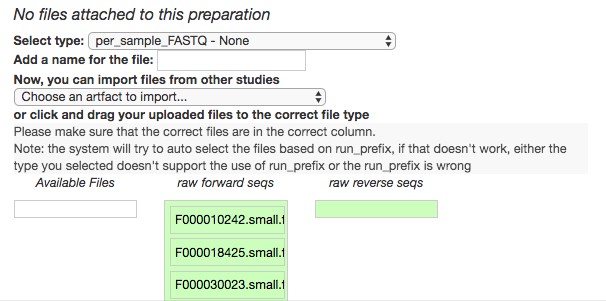 No files attached to this preparation
Select type: per_sample_FASTQ - None
Add a name for the file:
Now, you can import files from other studies
Choose an artfact to import...
or click and drag your uploaded files to the correct file type
Please make sure that the correct files are in the correct column.
Note: the system will try to auto select the files based on run_prefix, if that doesn't work, either the
type you selected doesn't support the use of run_prefix or the run_prefix is wrong
Available Files raw forward seqs raw reverse seqs
F000010242.small.f
F000018425.small.f
F000030023.small.f